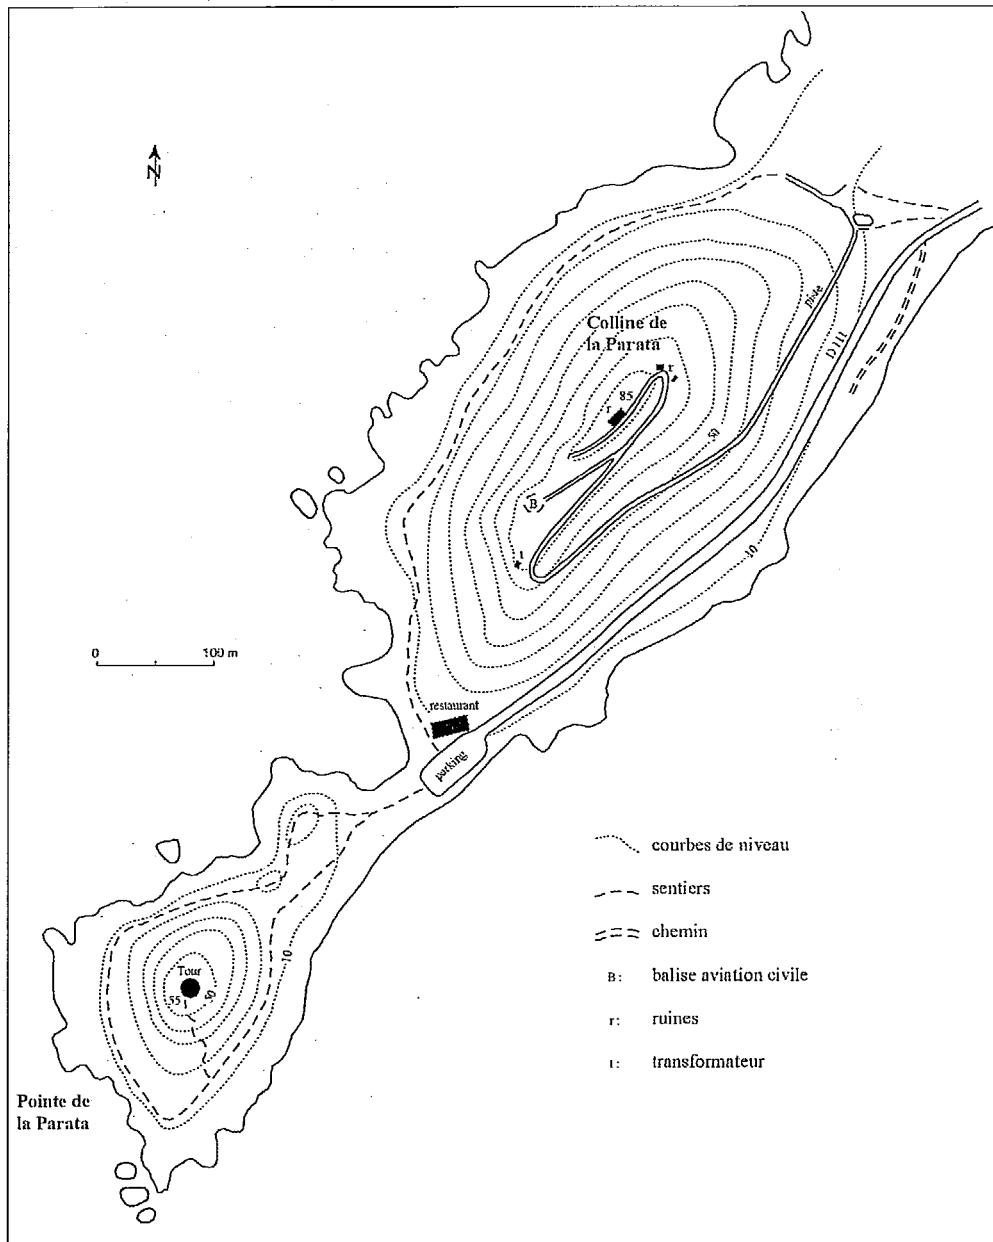 N
piste
Colline de
la Parata
r
D 111
85
r
50
B
10
0 100 m
restaurant
parking
courbes de niveau
sentiers
chemin
10
B: balise aviation civile
Tour
55
50
r: ruines
t: transformateur
Pointe de
la Parata